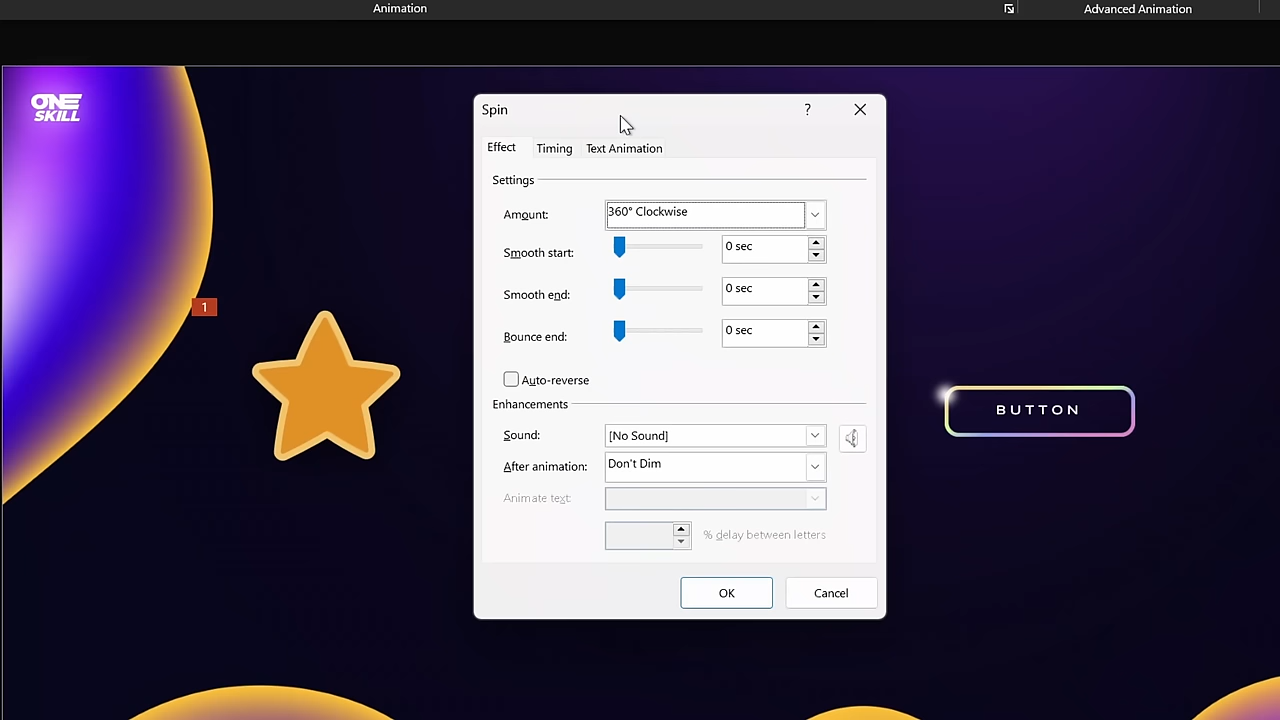 Animation
Advanced Animation
ONE
SKILL
Spin
?
Effect
Timing
Text Animation
Settings
Amount:
360° Clockwise
Smooth start:
0 sec
Smooth end:
0 sec
Bounce end:
0 sec
1
Auto-reverse
Enhancements
BUTTON
Sound:
[No Sound]
After animation:
Don't Dim
Animate text:
% delay between letters
OK
Cancel